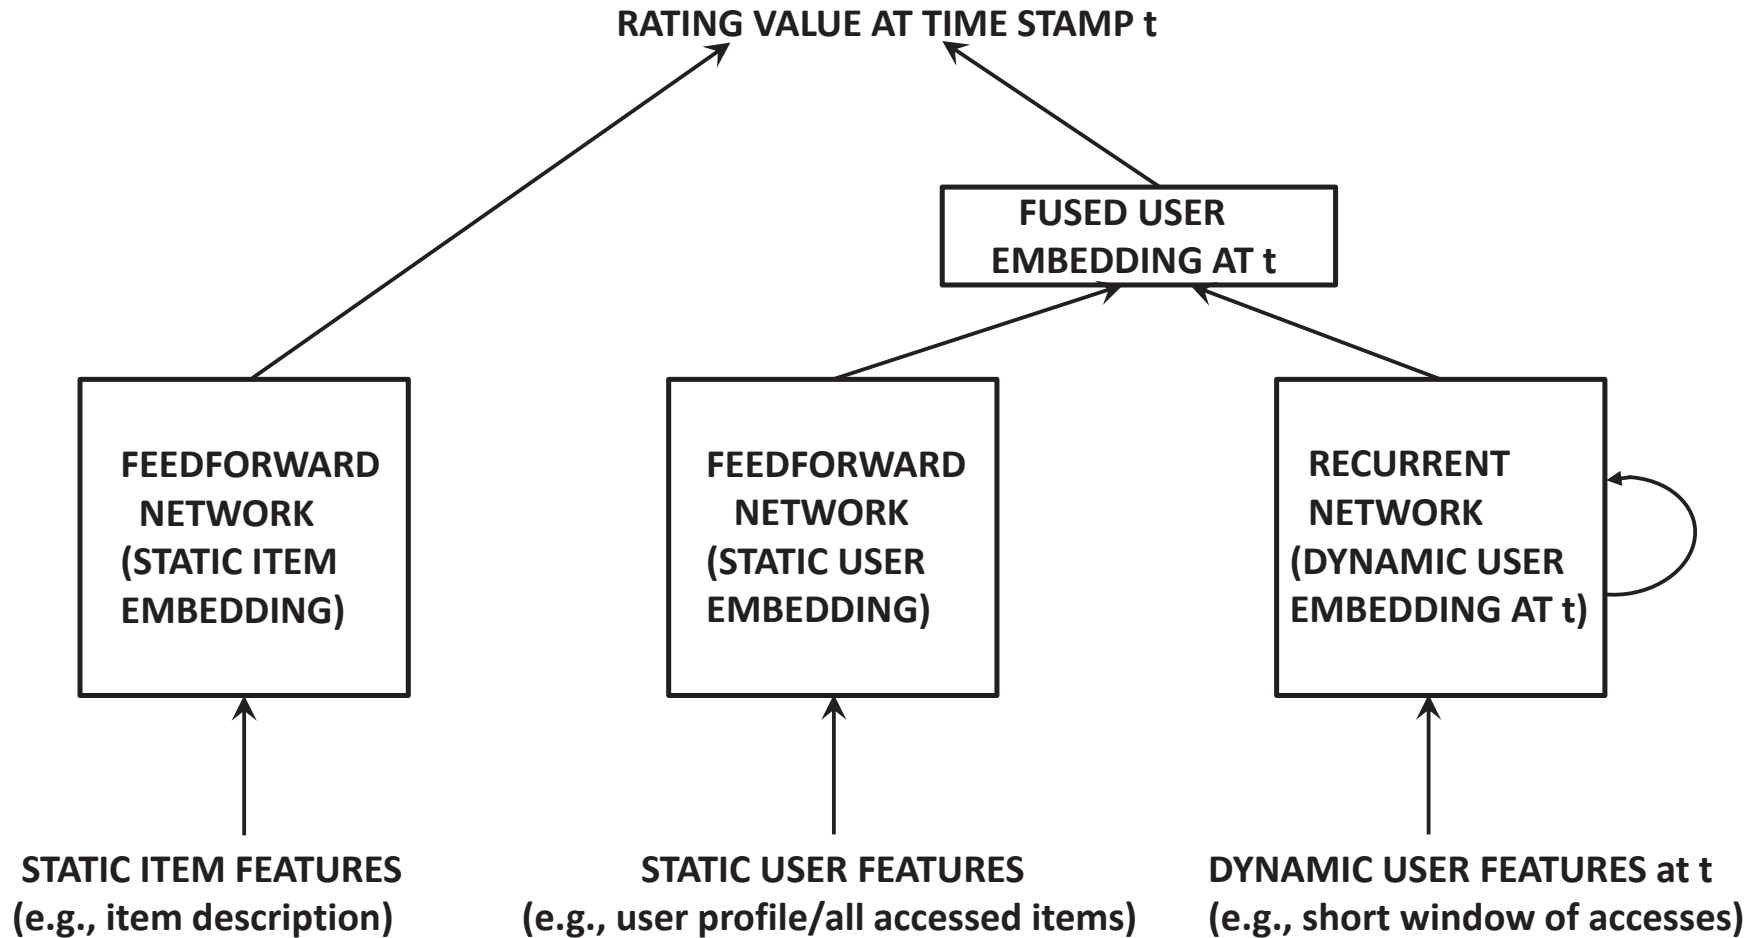 RATING VALUE AT TIME STAMP t
FUSED USER
EMBEDDING AT t
FEEDFORWARD
NETWORK
(STATIC ITEM
EMBEDDING)
FEEDFORWARD
NETWORK
(STATIC USER
EMBEDDING)
RECURRENT
NETWORK
(DYNAMIC USER
EMBEDDING AT t)
STATIC ITEM FEATURES
(e.g., item description)
STATIC USER FEATURES
(e.g., user profile/all accessed items)
DYNAMIC USER FEATURES at t
(e.g., short window of accesses)